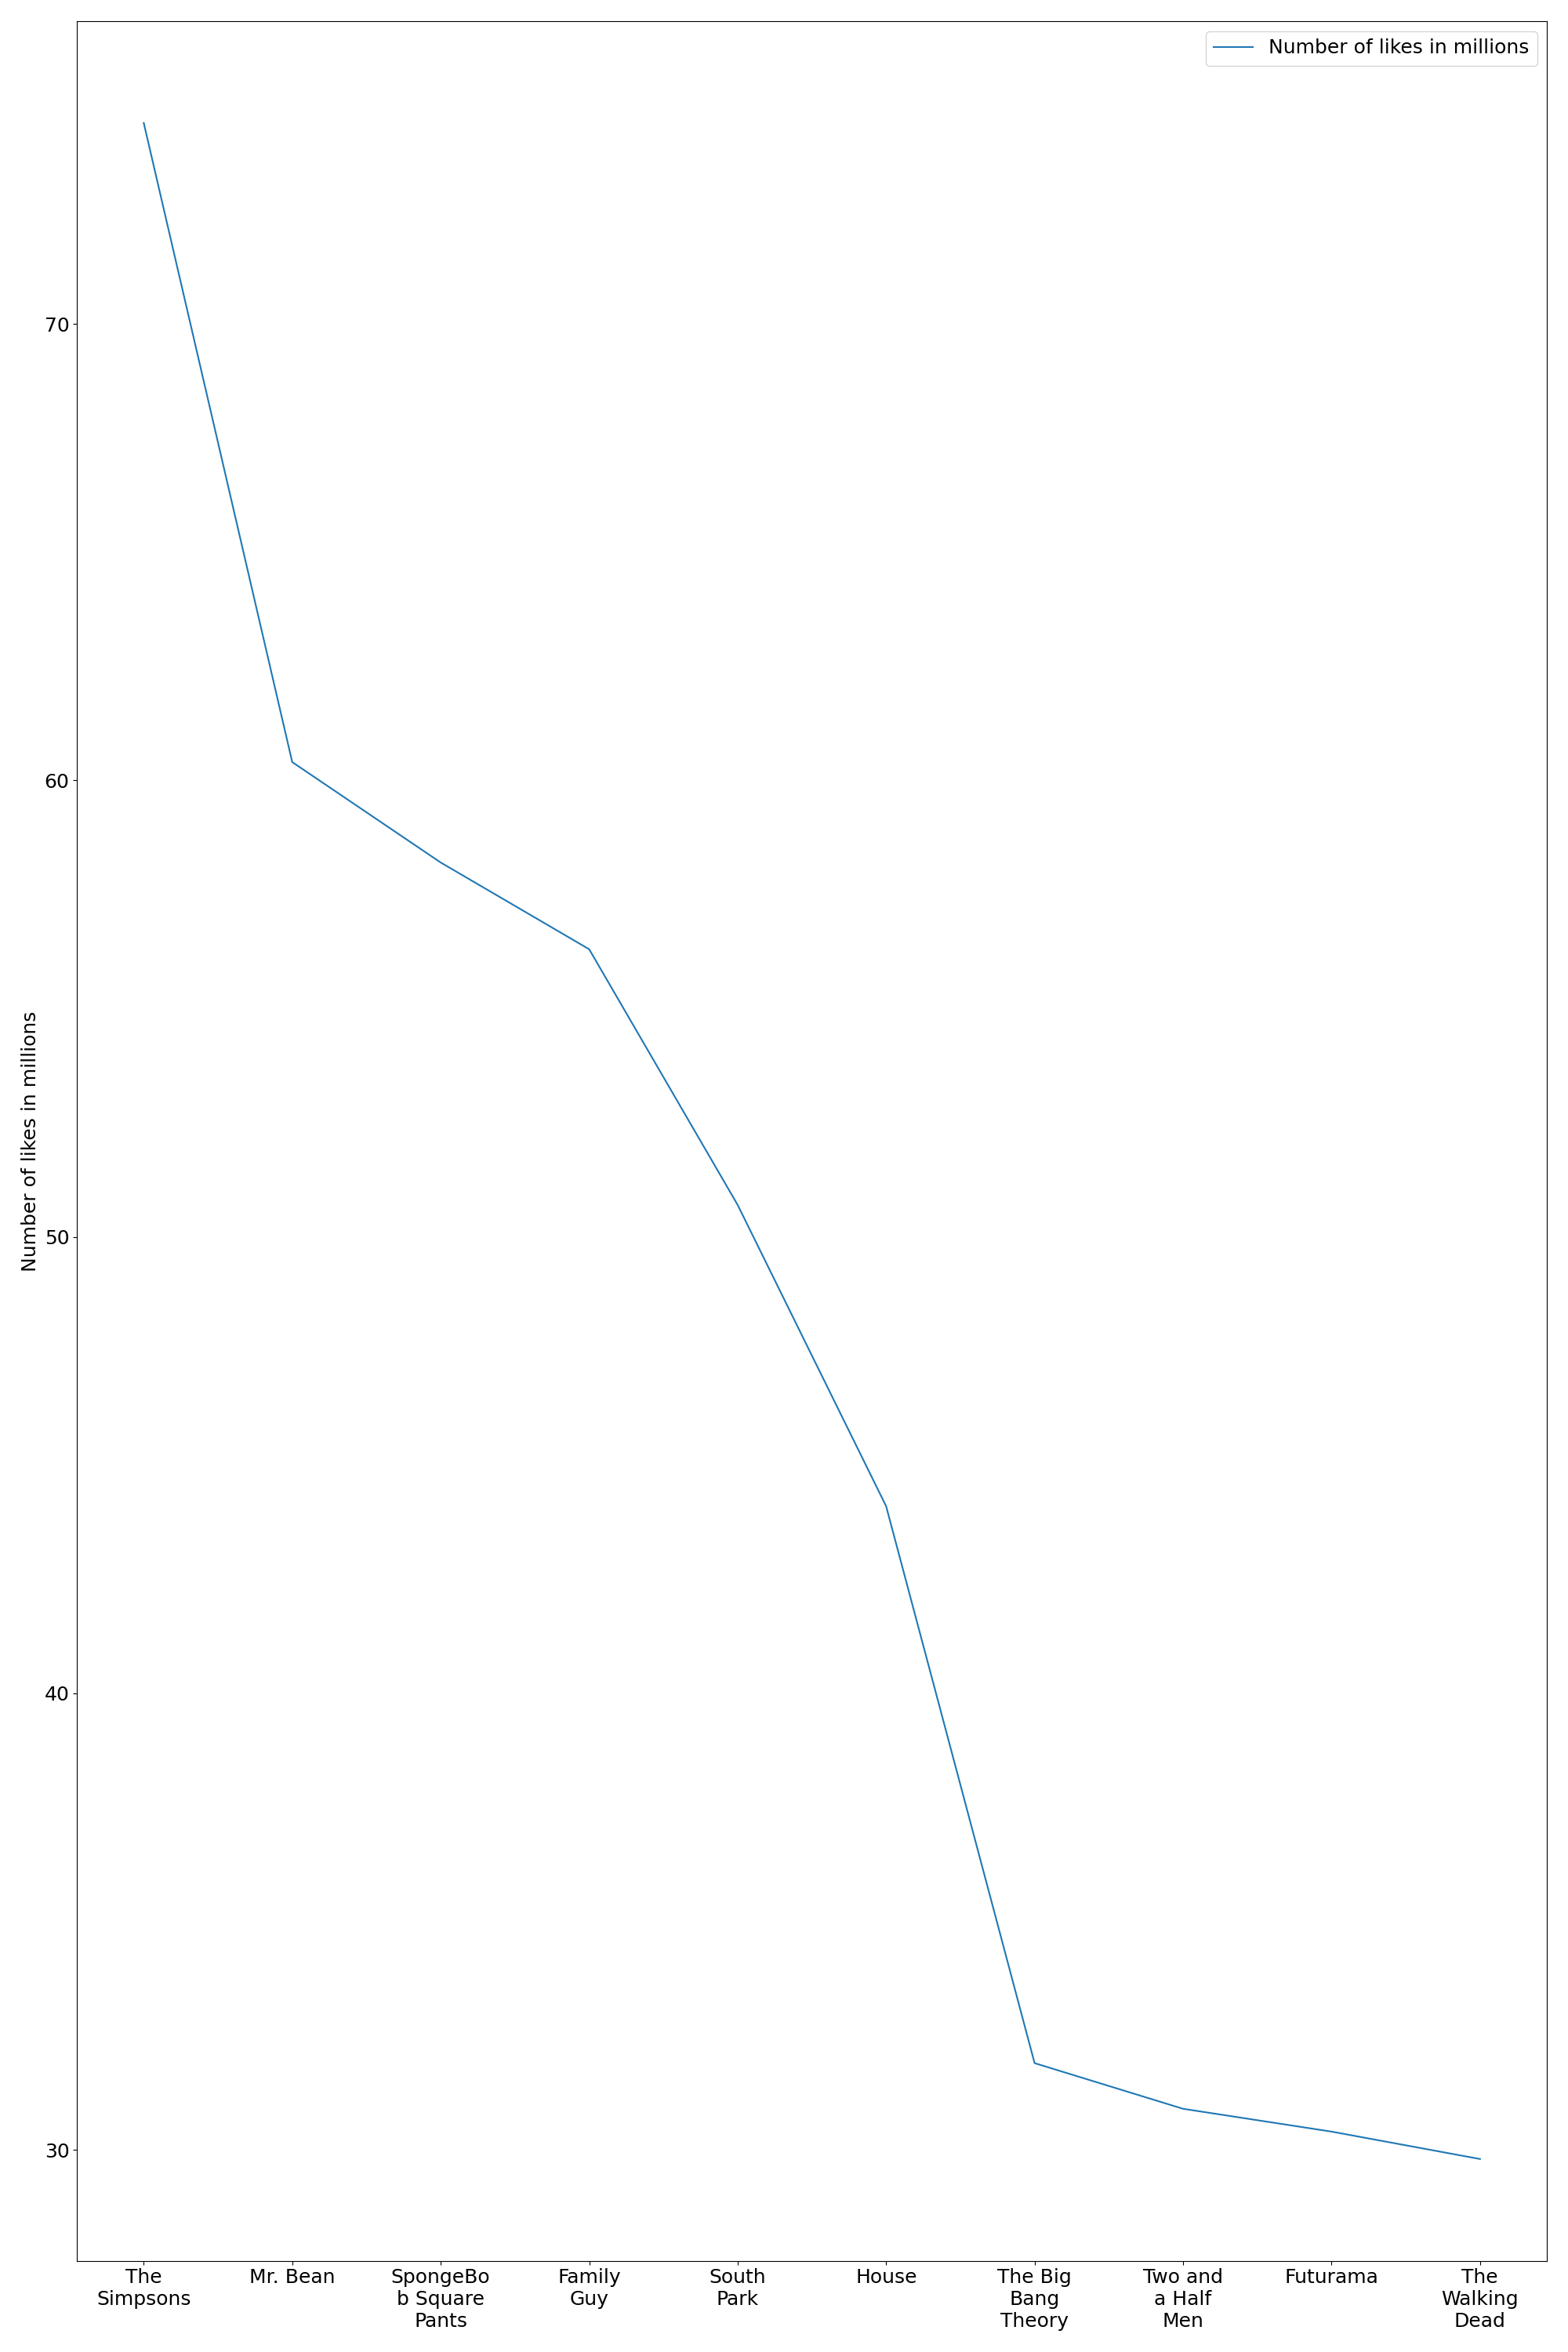 Number of likes in millions
70
60
50
40
30
Number of likes in millions
The
Simpsons
Mr. Bean
SpongeBo
b Square
Pants
Family
Guy
South
Park
House
The Big
Bang
Theory
Two and
a Half
Men
Futurama
The
Walking
Dead